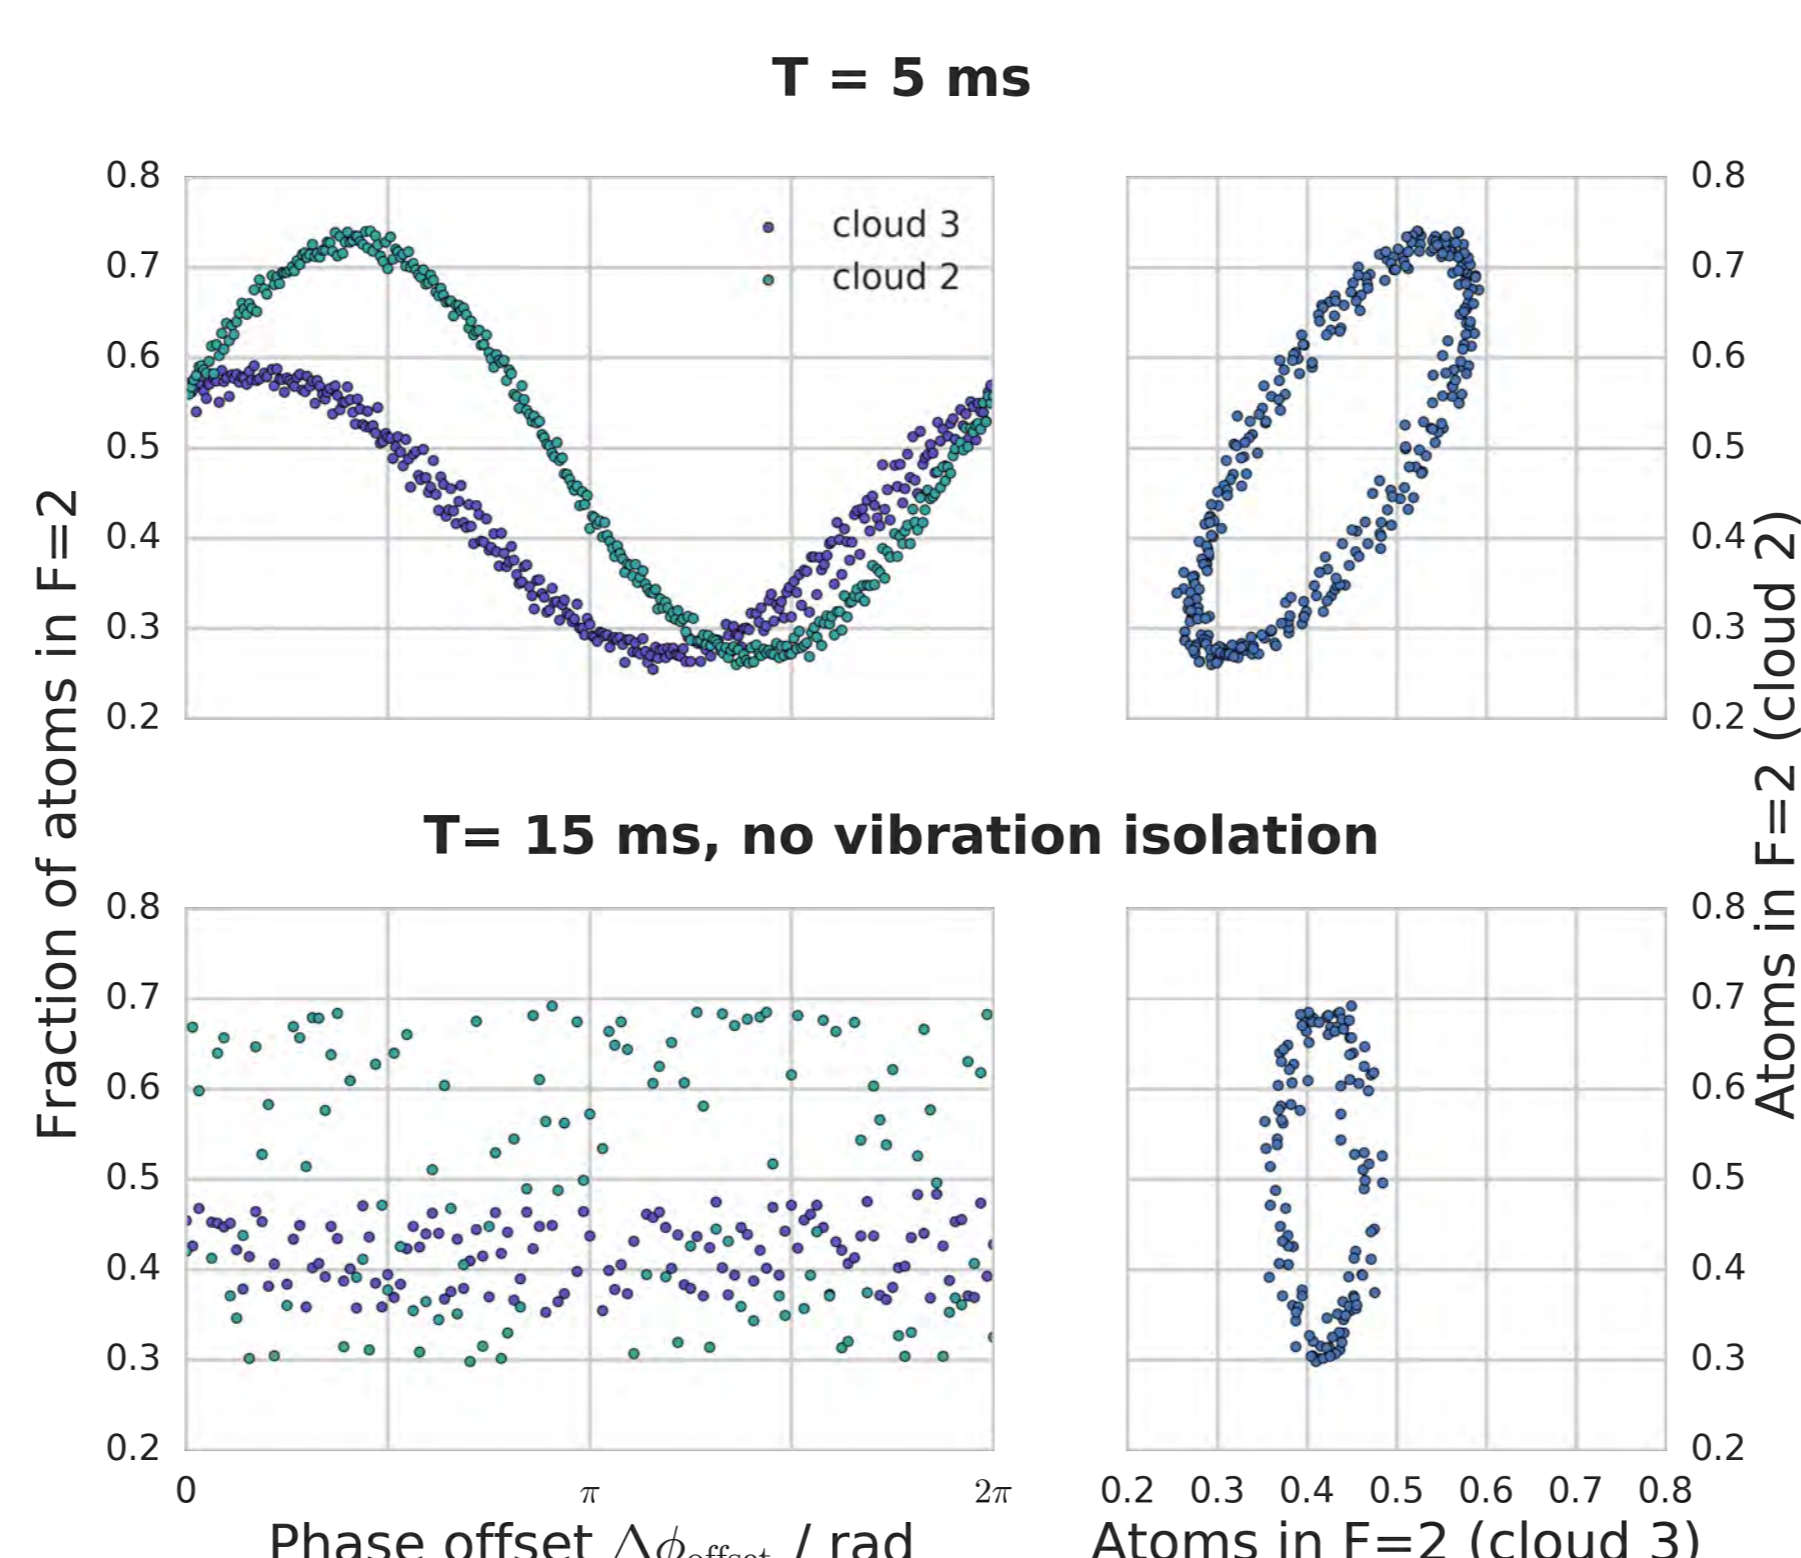 T = 5 ms
0.8
0.7
0.6
0.5
0.4
0.3
0.2
cloud 3
cloud 2
0.8
0.7
0.6
0.5
0.4
0.3
0.2
Fraction of atoms in F=2
Atoms in F=2 (cloud 2)
T= 15 ms, no vibration isolation
0.8
0.7
0.6
0.5
0.4
0.3
0.2
0.8
0.7
0.6
0.5
0.4
0.3
0.2
0 π 2π
0.2 0.3 0.4 0.5 0.6 0.7 0.8
Phase offset Δϕoffset / rad
Atoms in F=2 (cloud 3)